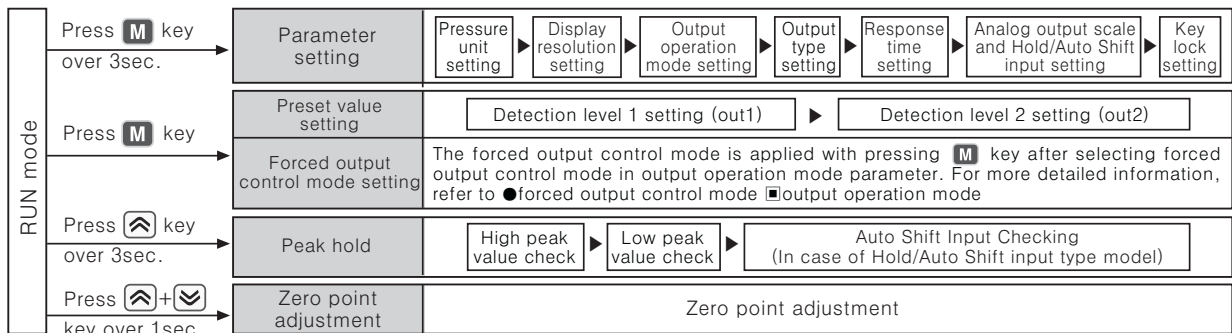 RUN mode
Press M key
over 3sec.
Parameter
setting
Pressure
unit
setting
Display
resolution
setting
Output
operation
mode setting
Output
type
setting
Response
time
setting
Analog output scale
and Hold/Auto Shift
input setting
Key
lock
setting
Press M key
Preset value
setting
Detection level 1 setting (out1)
Detection level 2 setting (out2)
Forced output
control mode setting
The forced output control mode is applied with pressing M key after selecting forced
output control mode in output operation mode parameter. For more detailed information,
refer to ●forced output control mode ▣output operation mode
Press key
over 3sec.
Peak hold
High peak
value check
Low peak
value check
Auto Shift Input Checking
(In case of Hold/Auto Shift input type model)
Press +
key over 1sec
Zero point
adjustment
Zero point adjustment